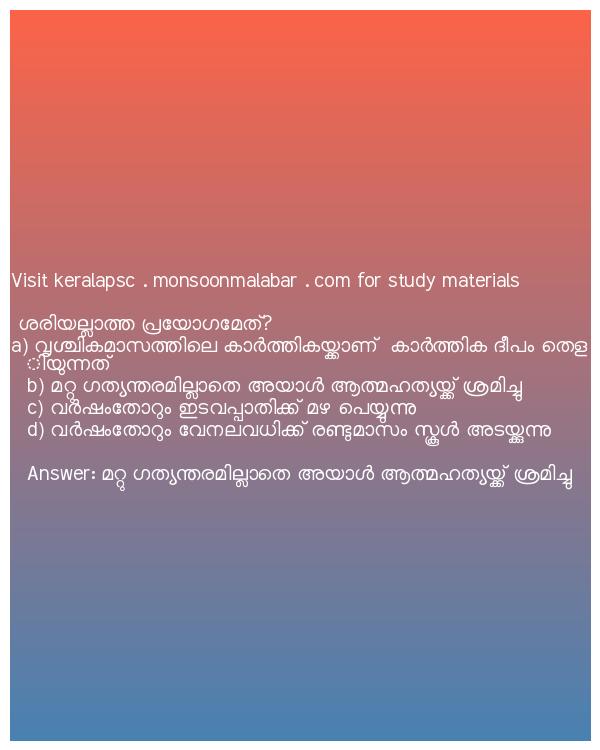 Visit keralapsc . monsoonmalabar . com for study materials
ശരിയല്ലാത്ത പ്രയോഗമേത്?
a) വൃശ്ചികമാസത്തിലെ കാർത്തികയ്ക്കാണ് കാർത്തിക ദീപം തെള
ിയുന്നത്
b) മറ്റു ഗത്യന്തരമില്ലാതെ അയാൾ ആത്മഹത്യയ്ക്ക് ശ്രമിച്ചു
c) വർഷംതോറും ഇടവപ്പാതിക്ക് മഴ പെയ്യുന്നു
d) വർഷംതോറും വേനലവധിക്ക് രണ്ടുമാസം സ്കൂൾ അടയ്ക്കുന്നു
Answer: മറ്റു ഗത്യന്തരമില്ലാതെ അയാൾ ആത്മഹത്യയ്ക്ക് ശ്രമിച്ചു